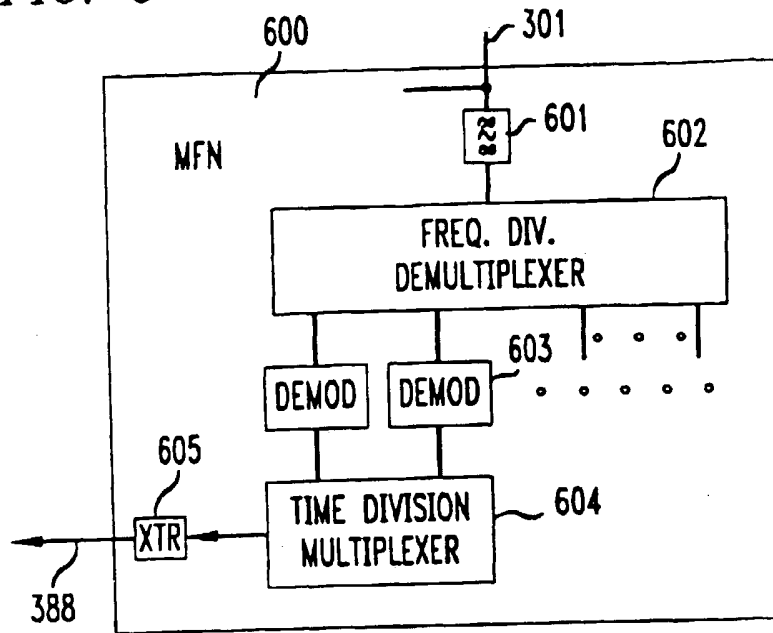 600
301
601
MFN
602
FREQ. DIV.
DEMULTIPLEXER
603
DEMOD
DEMOD
605
TIME DIVISION
MULTIPLEXER
604
XTR
388